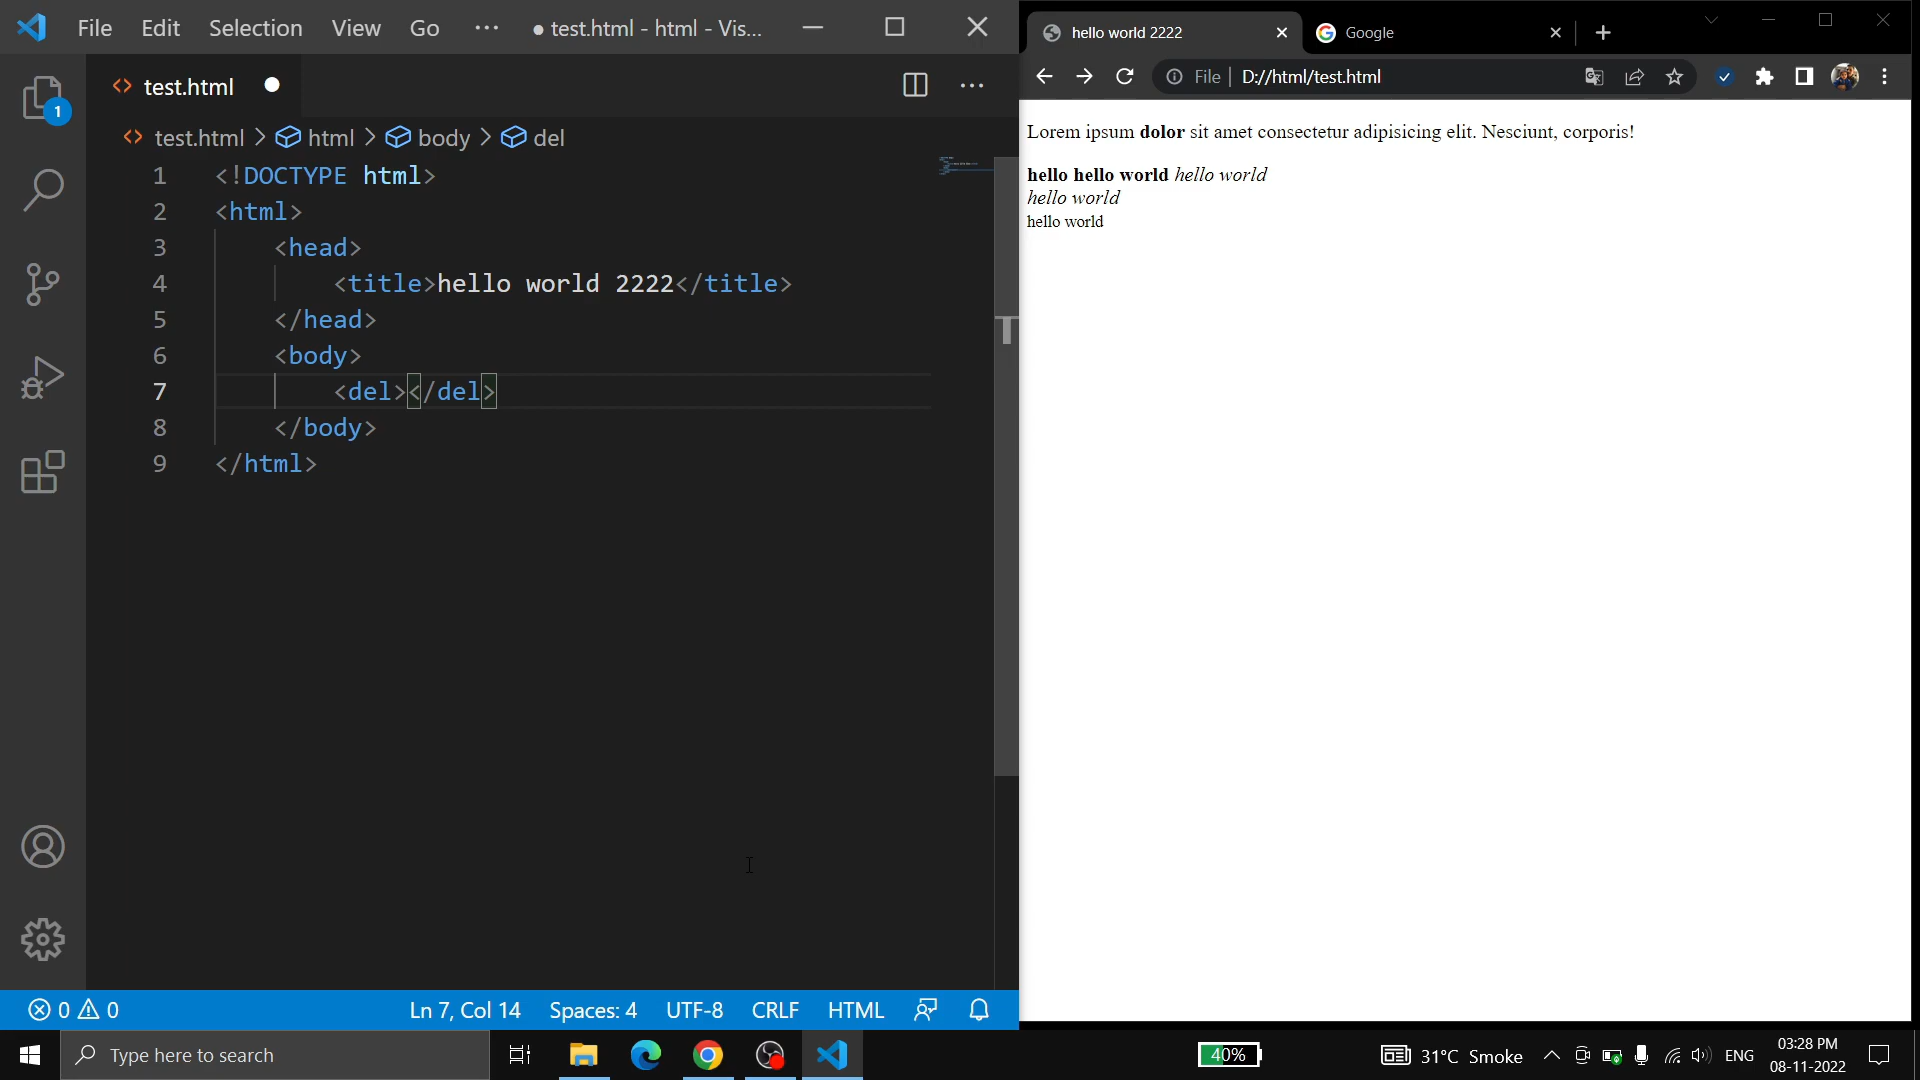 File Edit Selection View Go ··· ● test.html - html - Vis...
<> test.html ●
<> test.html > html > body > del
1 <!DOCTYPE html>
2 <html>
3     <head>
4         <title>hello world 2222</title>
5     </head>
6     <body>
7         <del></del>
8     </body>
9 </html>
1
0 0 Ln 7, Col 14 Spaces: 4 UTF-8 CRLF HTML
hello world 2222 Google
File | D://html/test.html
Lorem ipsum dolor sit amet consectetur adipisicing elit. Nesciunt, corporis!
hello hello world hello world
hello world
hello world
Type here to search 40% 31°C Smoke ENG 03:28 PM
08-11-2022